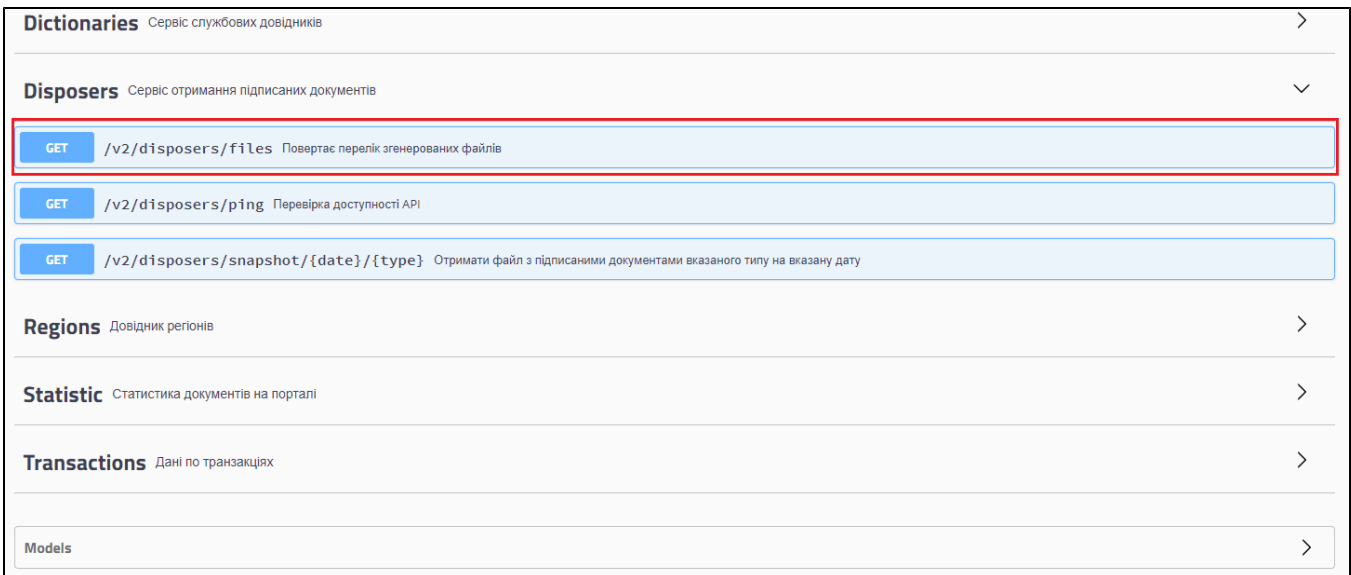 Dictionaries Сервіс службових довідників
Disposers Сервіс отримання підписаних документів
GET /v2/disposers/files Повертає перелік згенерованих файлів
GET /v2/disposers/ping Перевірка доступності API
GET /v2/disposers/snapshot/{date}/{type} Отримати файл з підписаними документами вказаного типу на вказану дату
Regions Довідник регіонів
Statistic Статистика документів на порталі
Transactions Дані по транзакціях
Models